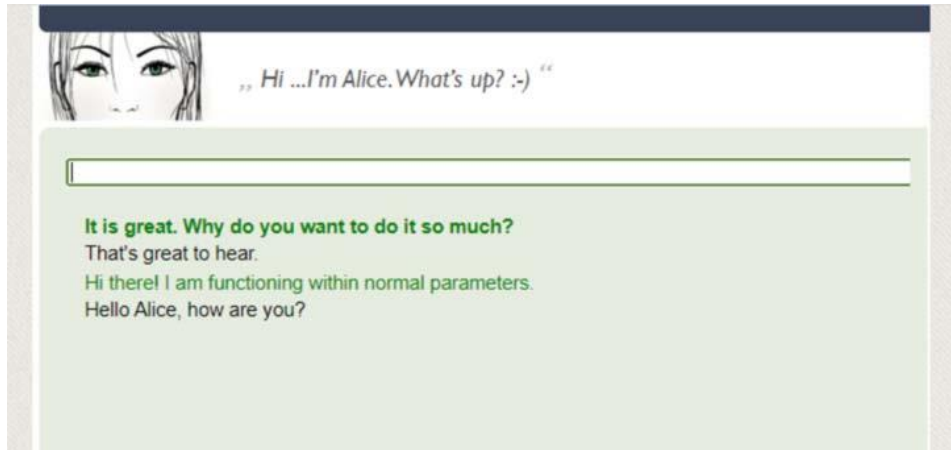 „ Hi ...I'm Alice. What's up? :-) “
It is great. Why do you want to do it so much?
That's great to hear.
Hi there! I am functioning within normal parameters.
Hello Alice, how are you?